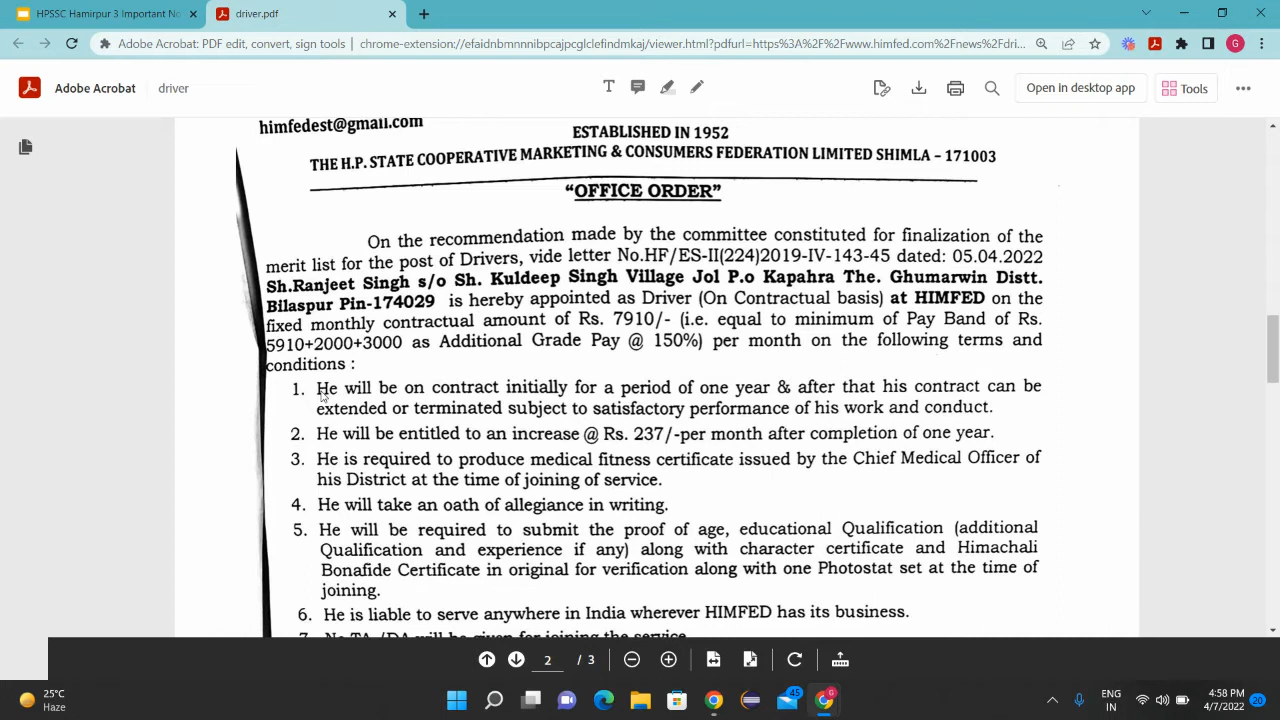 HPSSC Hamirpur 3 Important No
driver.pdf
Adobe Acrobat: PDF edit, convert, sign tools | chrome-extension://efaidnbmnnnibpcajpcglclefindmkaj/viewer.html?pdfurl=https%3A%2F%2Fwww.himfed.com%2Fnews%2Fdri...
G
Adobe Acrobat
driver
Open in desktop app
Tools
himfedest@gmail.com
ESTABLISHED IN 1952
THE H.P. STATE COOPERATIVE MARKETING & CONSUMERS FEDERATION LIMITED SHIMLA – 171003
“OFFICE ORDER”
On the recommendation made by the committee constituted for finalization of the
merit list for the post of Drivers, vide letter No.HF/ES-II(224)2019-IV-143-45 dated: 05.04.2022
Sh.Ranjeet Singh s/o Sh. Kuldeep Singh Village Jol P.o Kapahra The. Ghumarwin Distt.
Bilaspur Pin-174029 is hereby appointed as Driver (On Contractual basis) at HIMFED on the
fixed monthly contractual amount of Rs. 7910/- (i.e. equal to minimum of Pay Band of Rs.
5910+2000+3000 as Additional Grade Pay @ 150%) per month on the following terms and
conditions :
1. He will be on contract initially for a period of one year & after that his contract can be
extended or terminated subject to satisfactory performance of his work and conduct.
2. He will be entitled to an increase @ Rs. 237/-per month after completion of one year.
3. He is required to produce medical fitness certificate issued by the Chief Medical Officer of
his District at the time of joining of service.
4. He will take an oath of allegiance in writing.
5. He will be required to submit the proof of age, educational Qualification (additional
Qualification and experience if any) along with character certificate and Himachali
Bonafide Certificate in original for verification along with one Photostat set at the time of
joining.
6. He is liable to serve anywhere in India wherever HIMFED has its business.
7. No TA /DA will be given for joining the service.
2 / 3
25°C
Haze
45
G
ENG
IN
4:58 PM
4/7/2022
20